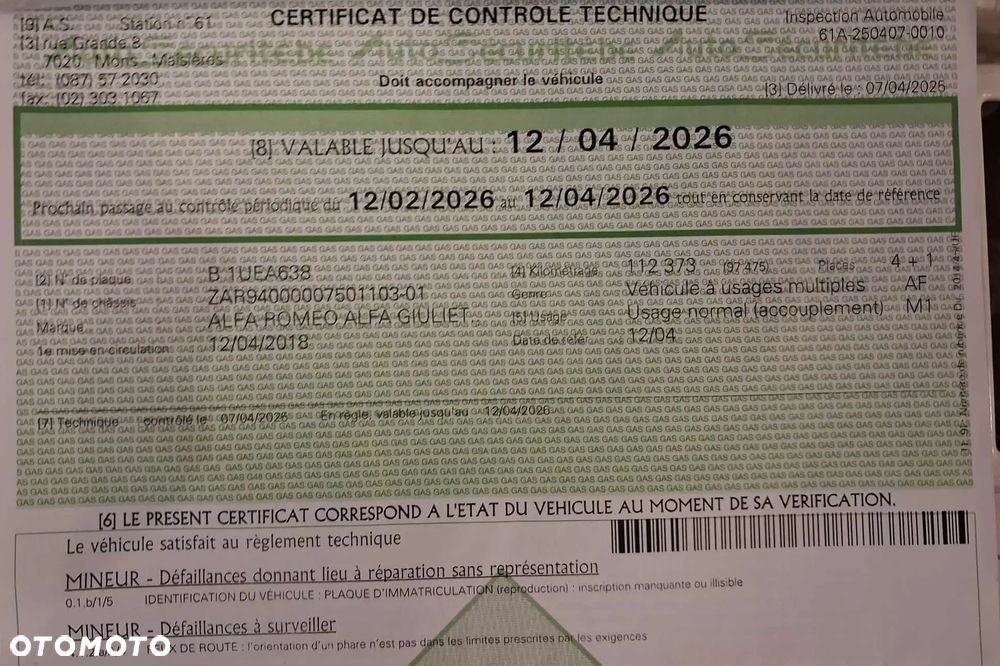 [9] A.S. Station n°61
[3] rue Grande 8
7020 Mons - Maisières
tél: (087) 57 2030
fax: (02) 303.1067
CERTIFICAT DE CONTROLE TECHNIQUE
Doit accompagner le véhicule
Inspection Automobile
61A-250407-0010
[3] Délivré le : 07/04/2025
[8] VALABLE JUSQU'AU : 12 / 04 / 2026
Prochain passage au contrôle périodique du 12/02/2026 au 12/04/2026 tout en conservant la date de référence
[2] N° de plaque B 1UEA638
[1] N° de châssis ZAR94000007501103-01
Marque ALFA ROMEO ALFA GIULIET
1e mise en circulation 12/04/2018
[4] Kilométrage 112 373 (97 475) Places 4 + 1
Genre Véhicule à usages multiples AF
[5] Usage Usage normal (accouplement) M1
Date de réfer. 12/04
[7] Technique contrôlé le 07/04/2025 En règle, valable jusqu'au 12/04/2026
[6] LE PRESENT CERTIFICAT CORRESPOND A L'ETAT DU VEHICULE AU MOMENT DE SA VERIFICATION.
Le véhicule satisfait au règlement technique
MINEUR - Défaillances donnant lieu à réparation sans représentation
0.1.b/1/5 IDENTIFICATION DU VÉHICULE : PLAQUE D'IMMATRICULATION (reproduction) : inscription manquante ou illisible
MINEUR - Défaillances à surveiller
DE ROUTE : l'orientation d'un phare n'est pas dans les limites prescrites par les exigences
OTOMOTO